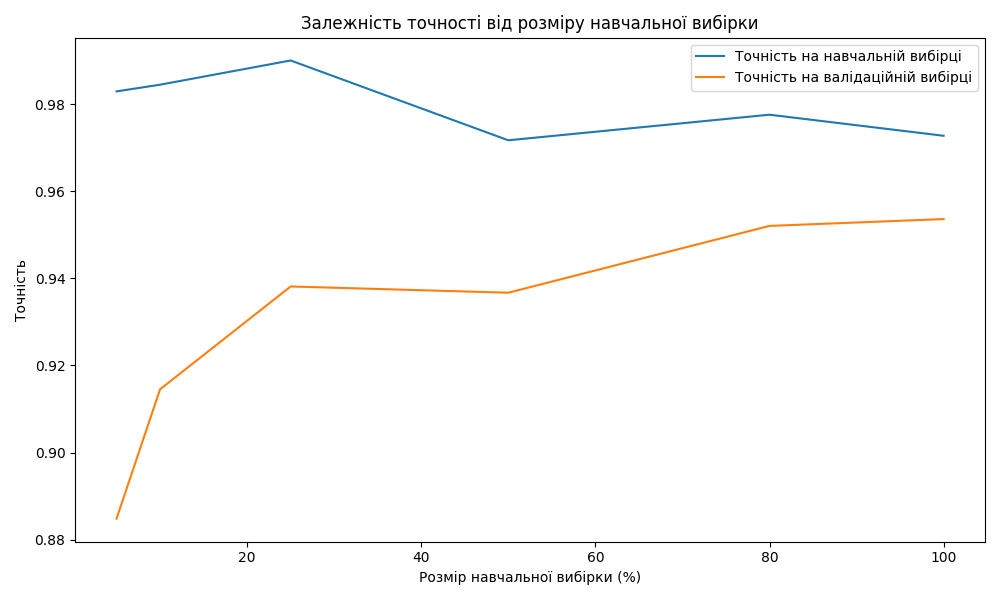 Залежність точності від розміру навчальної вибірки
Точність на навчальній вибірці
Точність на валідаційній вибірці
Точність
0.98
0.96
0.94
0.92
0.90
0.88
20 40 60 80 100
Розмір навчальної вибірки (%)